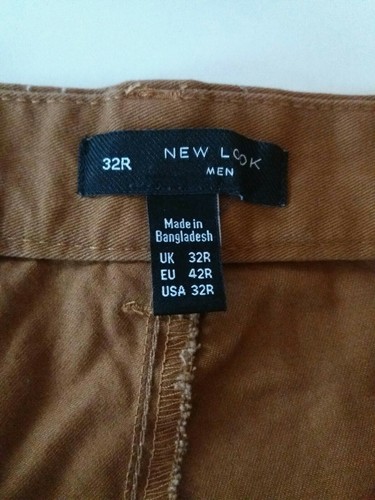 32R
NEW LOOK
MEN
Made in
Bangladesh
UK 32R
EU 42R
USA 32R